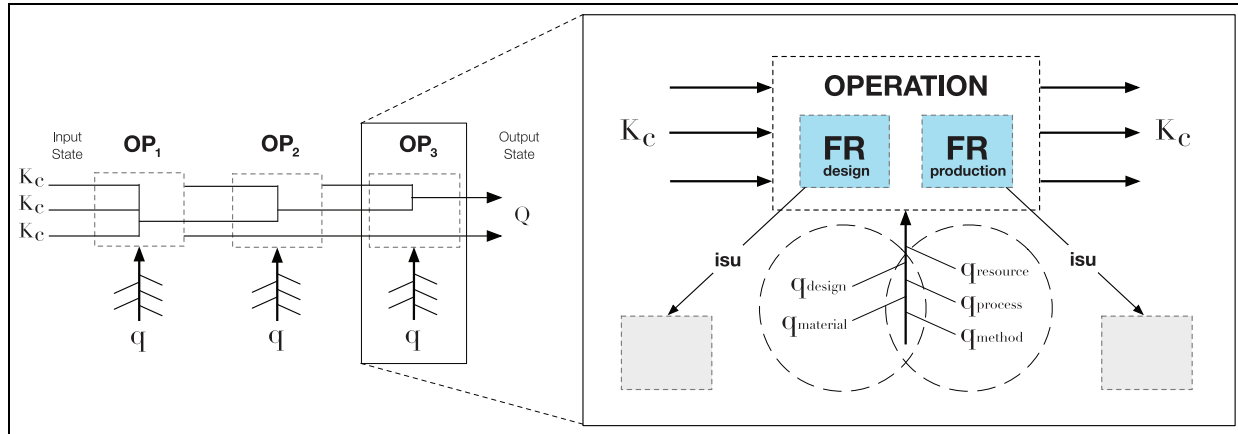 Input
State
OP1
OP2
OP3
Output
State
Kc
Kc
Kc
Q
q
q
q
OPERATION
Kc
Kc
FR
design
FR
production
isu
isu
qdesign
qmaterial
qresource
qprocess
qmethod